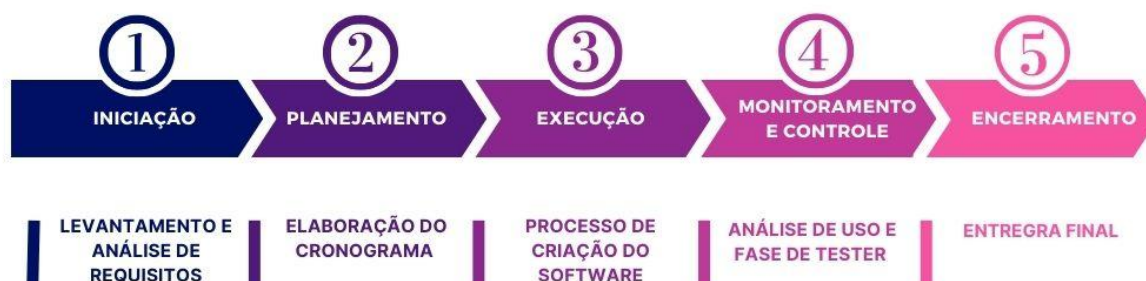 1
2
3
4
5
INICIAÇÃO
PLANEJAMENTO
EXECUÇÃO
MONITORAMENTO
E CONTROLE
ENCERRAMENTO
LEVANTAMENTO E
ANÁLISE DE
REQUISITOS
ELABORAÇÃO DO
CRONOGRAMA
PROCESSO DE
CRIAÇÃO DO
SOFTWARE
ANÁLISE DE USO E
FASE DE TESTER
ENTREGRA FINAL